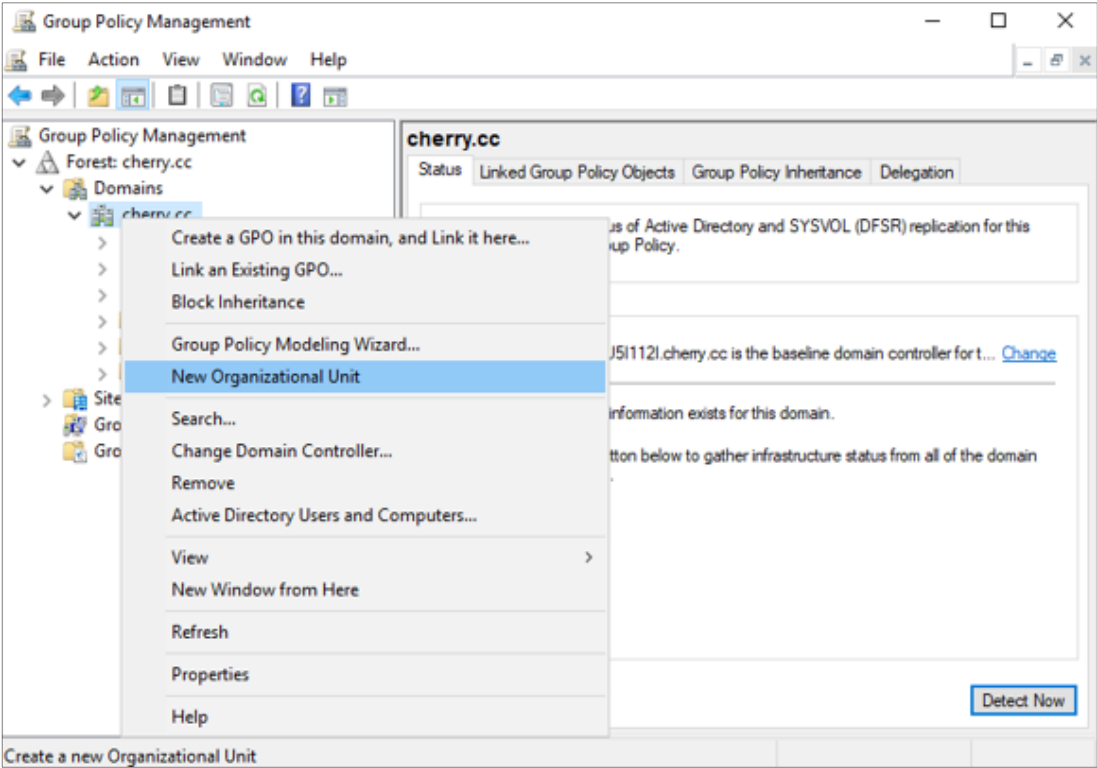 Group Policy Management
File Action View Window Help
Group Policy Management
Forest: cherry.cc
Domains
cherry.cc
Site
Gro
Gro
Create a GPO in this domain, and Link it here...
Link an Existing GPO...
Block Inheritance
Group Policy Modeling Wizard...
New Organizational Unit
Search...
Change Domain Controller...
Remove
Active Directory Users and Computers...
View
New Window from Here
Refresh
Properties
Help
cherry.cc
Status Linked Group Policy Objects Group Policy Inheritance Delegation
us of Active Directory and SYSVOL (DFSR) replication for this
up Policy.
J5I112I.cherry.cc is the baseline domain controller for t... Change
information exists for this domain.
tton below to gather infrastructure status from all of the domain
Detect Now
Create a new Organizational Unit